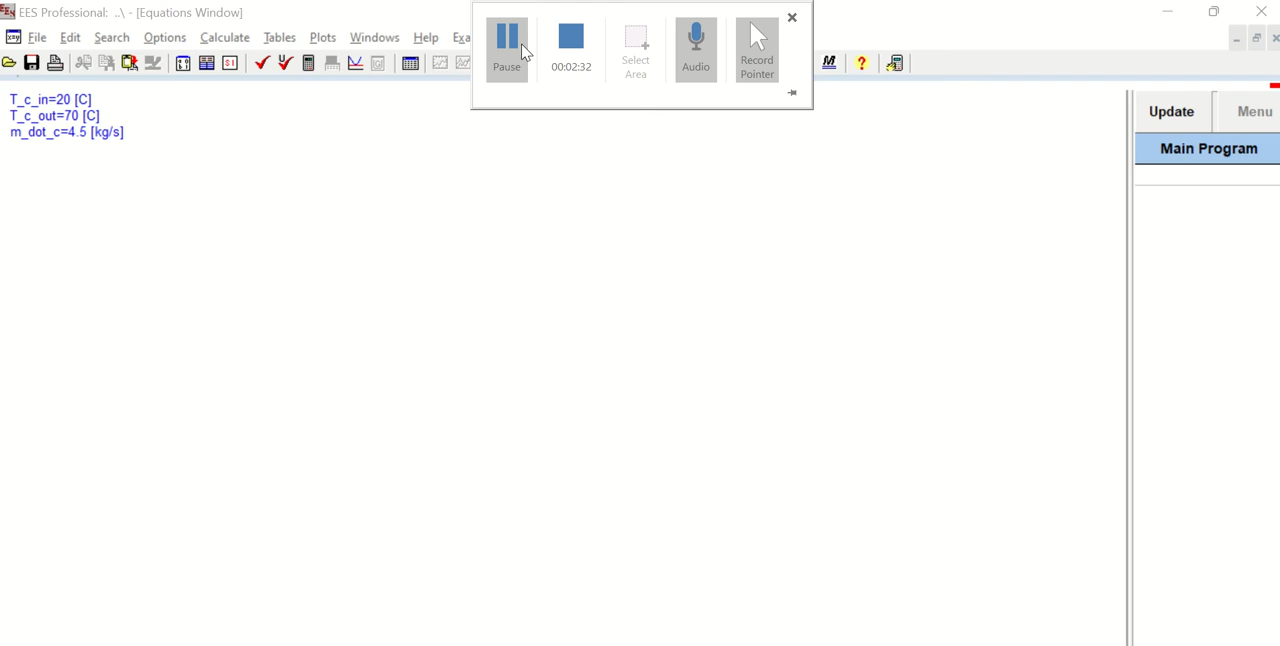 EES Professional: ..\ - [Equations Window]
File Edit Search Options Calculate Tables Plots Windows Help Exa
Pause
00:02:32
Select Area
Audio
Record Pointer
T_c_in=20 [C]
T_c_out=70 [C]
m_dot_c=4.5 [kg/s]
Update Menu
Main Program